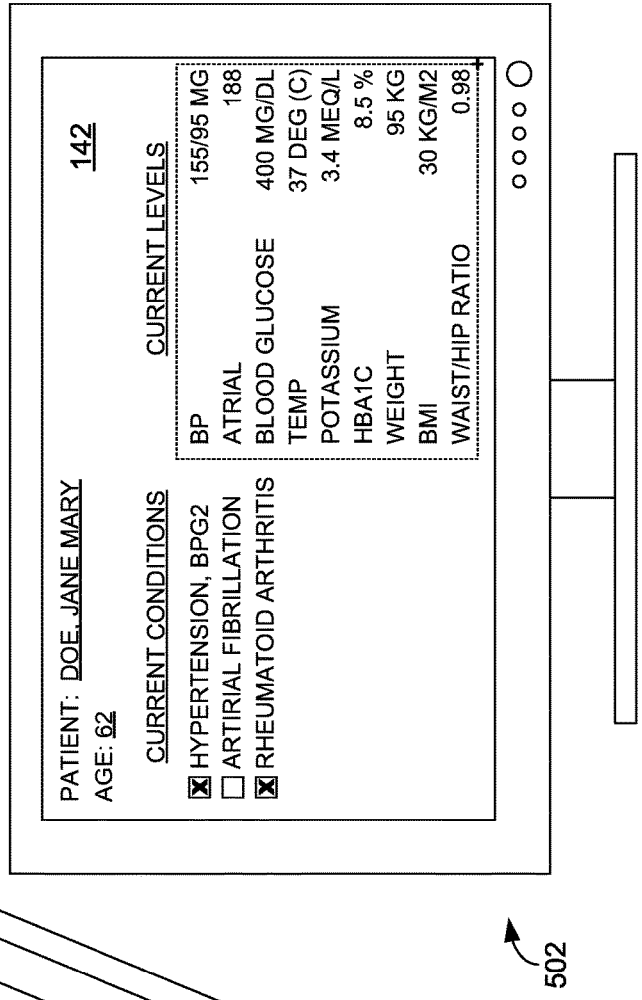 PATIENT: DOE, JANE MARY
142
AGE: 62
CURRENT CONDITIONS
HYPERTENSION, BPG2
ARTIRIAL FIBRILLATION
RHEUMATOID ARTHRITIS
CURRENT LEVELS
BP 155/95 MG
ATRIAL 188
BLOOD GLUCOSE 400 MG/DL
TEMP 37 DEG (C)
POTASSIUM 3.4 MEQ/L
HBA1C 8.5 %
WEIGHT 95 KG
BMI 30 KG/M2
WAIST/HIP RATIO 0.98
502